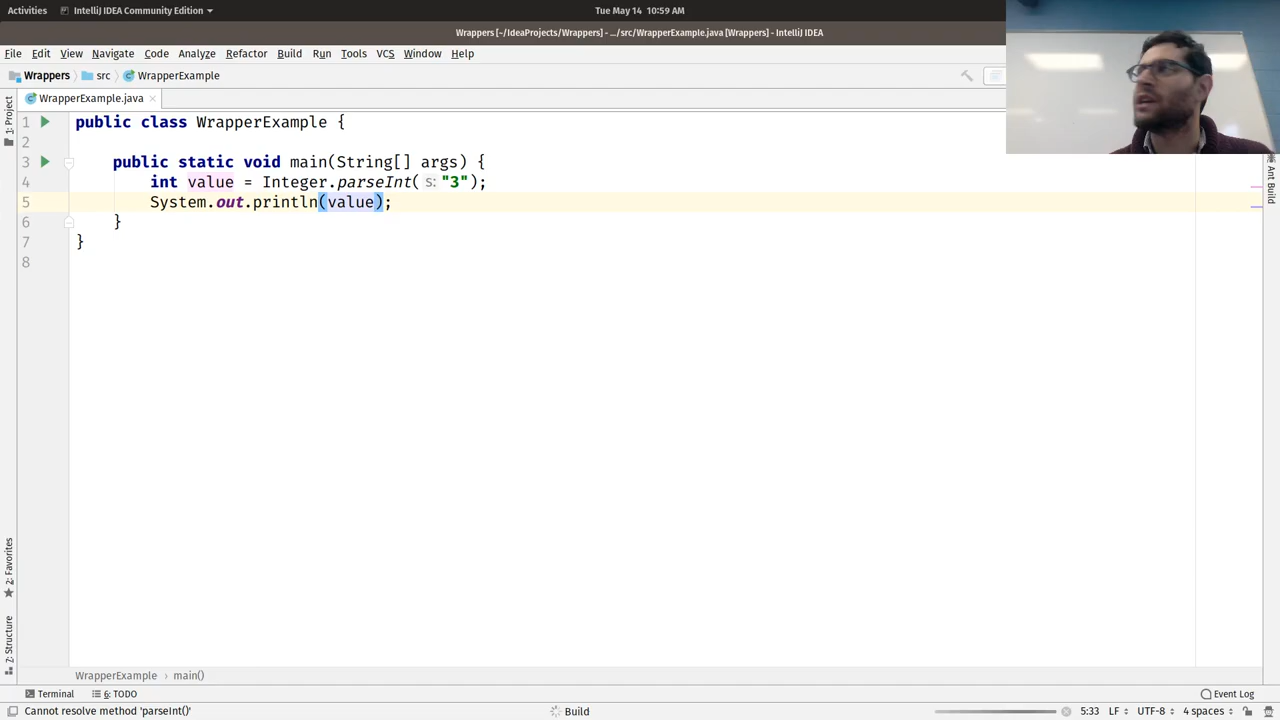 Activities IntelliJ IDEA Community Edition Tue May 14 10:59 AM
Wrappers [~/IdeaProjects/Wrappers] - .../src/WrapperExample.java [Wrappers] - IntelliJ IDEA
File Edit View Navigate Code Analyze Refactor Build Run Tools VCS Window Help
Wrappers src WrapperExample
WrapperExample.java
1: Project
1 public class WrapperExample {
2
3 public static void main(String[] args) {
4 int value = Integer.parseInt( s: "3");
5 System.out.println(value);
6 }
7 }
8
Ant Build
2: Favorites
7: Structure
WrapperExample › main()
Terminal 6: TODO Event Log
Cannot resolve method 'parseInt()' Build 5:33 LF UTF-8 4 spaces